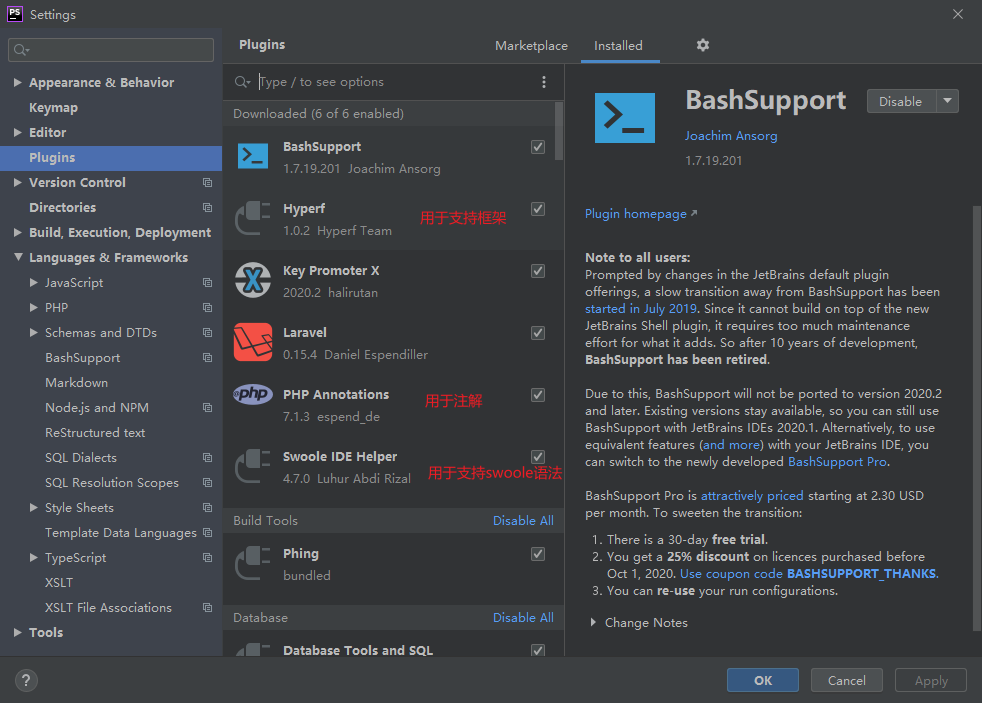 PS
Settings
Appearance & Behavior
Keymap
Editor
Plugins
Version Control
Directories
Build, Execution, Deployment
Languages & Frameworks
JavaScript
PHP
Schemas and DTDs
BashSupport
Markdown
Node.js and NPM
ReStructured text
SQL Dialects
SQL Resolution Scopes
Style Sheets
Template Data Languages
TypeScript
XSLT
XSLT File Associations
Tools
Plugins
Marketplace
Installed
Type / to see options
Downloaded (6 of 6 enabled)
BashSupport
1.7.19.201 Joachim Ansorg
Hyperf
1.0.2 Hyperf Team
用于支持框架
Key Promoter X
2020.2 halirutan
Laravel
0.15.4 Daniel Espendiller
php
PHP Annotations
7.1.3 espend_de
用于注解
Swoole IDE Helper
4.7.0 Luhur Abdi Rizal
用于支持swoole语法
Build Tools
Disable All
Phing
bundled
Database
Disable All
Database Tools and SQL
BashSupport
Disable
Joachim Ansorg
1.7.19.201
Plugin homepage
Note to all users:
Prompted by changes in the JetBrains default plugin
offerings, a slow transition away from BashSupport has been
started in July 2019. Since it cannot build on top of the new
JetBrains Shell plugin, it requires too much maintenance
effort for what it adds. So after 10 years of development,
BashSupport has been retired.
Due to this, BashSupport will not be ported to version 2020.2
and later. Existing versions stay available, so you can still use
BashSupport with JetBrains IDEs 2020.1. Alternatively, to use
equivalent features (and more) with your JetBrains IDE, you
can switch to the newly developed BashSupport Pro.
BashSupport Pro is attractively priced starting at 2.30 USD
per month. To sweeten the transition:
1. There is a 30-day free trial.
2. You get a 25% discount on licences purchased before
Oct 1, 2020. Use coupon code BASHSUPPORT_THANKS.
3. You can re-use your run configurations.
Change Notes
?
OK
Cancel
Apply